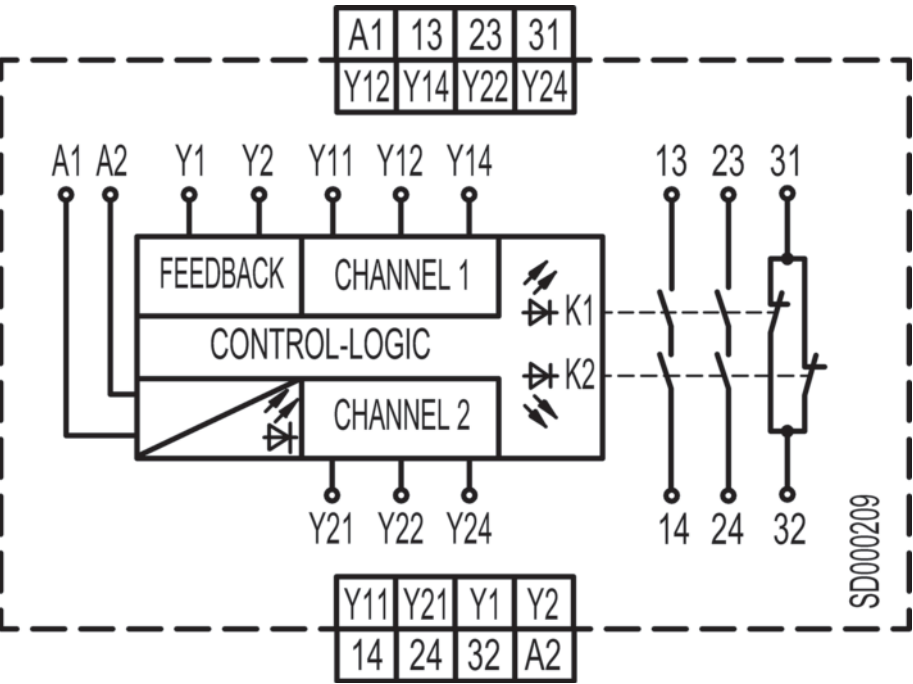 A1 13 23 31
Y12 Y14 Y22 Y24
A1 A2 Y1 Y2 Y11 Y12 Y14 13 23 31
FEEDBACK CHANNEL 1
K1
CONTROL-LOGIC
K2
CHANNEL 2
Y21 Y22 Y24 14 24 32
SD000209
Y11 Y21 Y1 Y2
14 24 32 A2